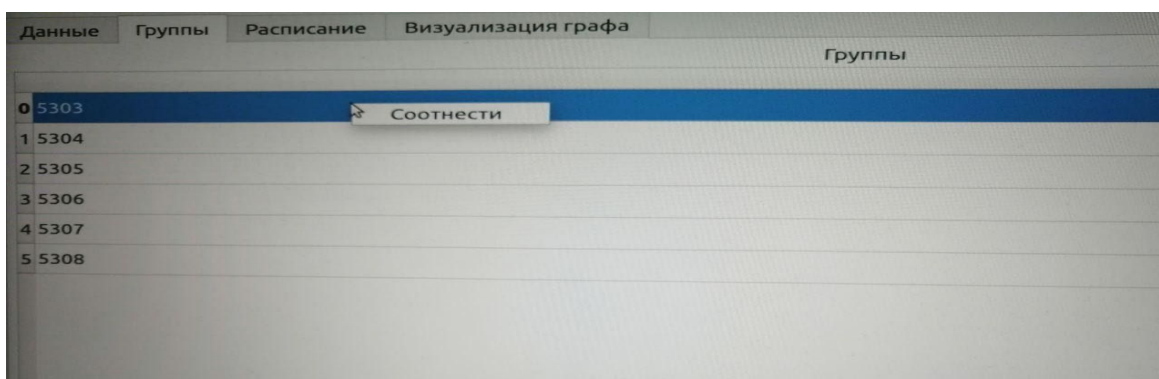 Данные Группы Расписание Визуализация графа
Группы
0 5303
Соотнести
1 5304
2 5305
3 5306
4 5307
5 5308